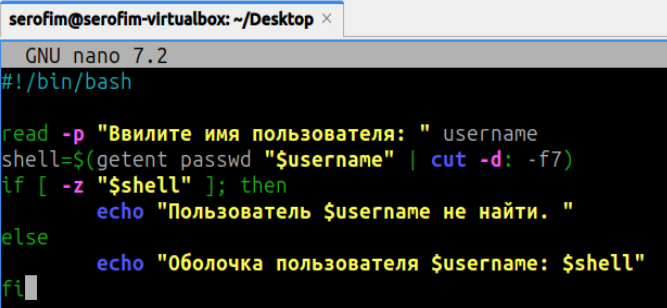 serofim@serofim-virtualbox: ~/Desktop ×
GNU nano 7.2
#!/bin/bash
read -p "Ввилите имя пользователя: " username
shell=$(getent passwd "$username" | cut -d: -f7)
if [ -z "$shell" ]; then
echo "Пользователь $username не найти. "
else
echo "Оболочка пользователя $username: $shell"
fi